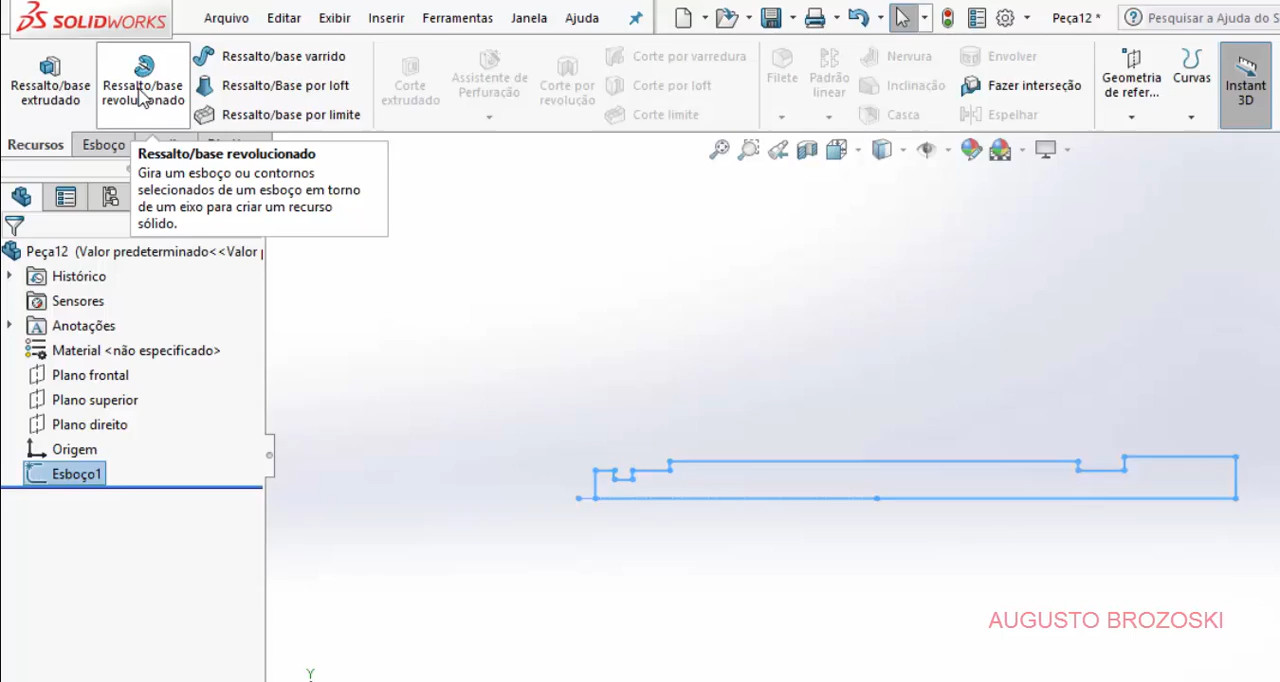 SOLIDWORKS
Arquivo Editar Exibir Inserir Ferramentas Janela Ajuda
Peça12 *
Pesquisar a Ajuda do S
Ressalto/base
extrudado
Ressalto/base
revolucionado
Ressalto/base varrido
Ressalto/Base por loft
Ressalto/base por limite
Corte
extrudado
Assistente de
Perfuração
Corte por
revolução
Corte por varredura
Corte por loft
Corte limite
Filete
Padrão
linear
Nervura
Inclinação
Casca
Envolver
Fazer interseção
Espelhar
Geometria
de refer...
Curvas
Instant
3D
Recursos Esboço
Ressalto/base revolucionado
Gira um esboço ou contornos
selecionados de um esboço em torno
de um eixo para criar um recurso
sólido.
Peça12 (Valor predeterminado<<Valor p
Histórico
Sensores
Anotações
Material <não especificado>
Plano frontal
Plano superior
Plano direito
Origem
Esboço1
AUGUSTO BROZOSKI
Y